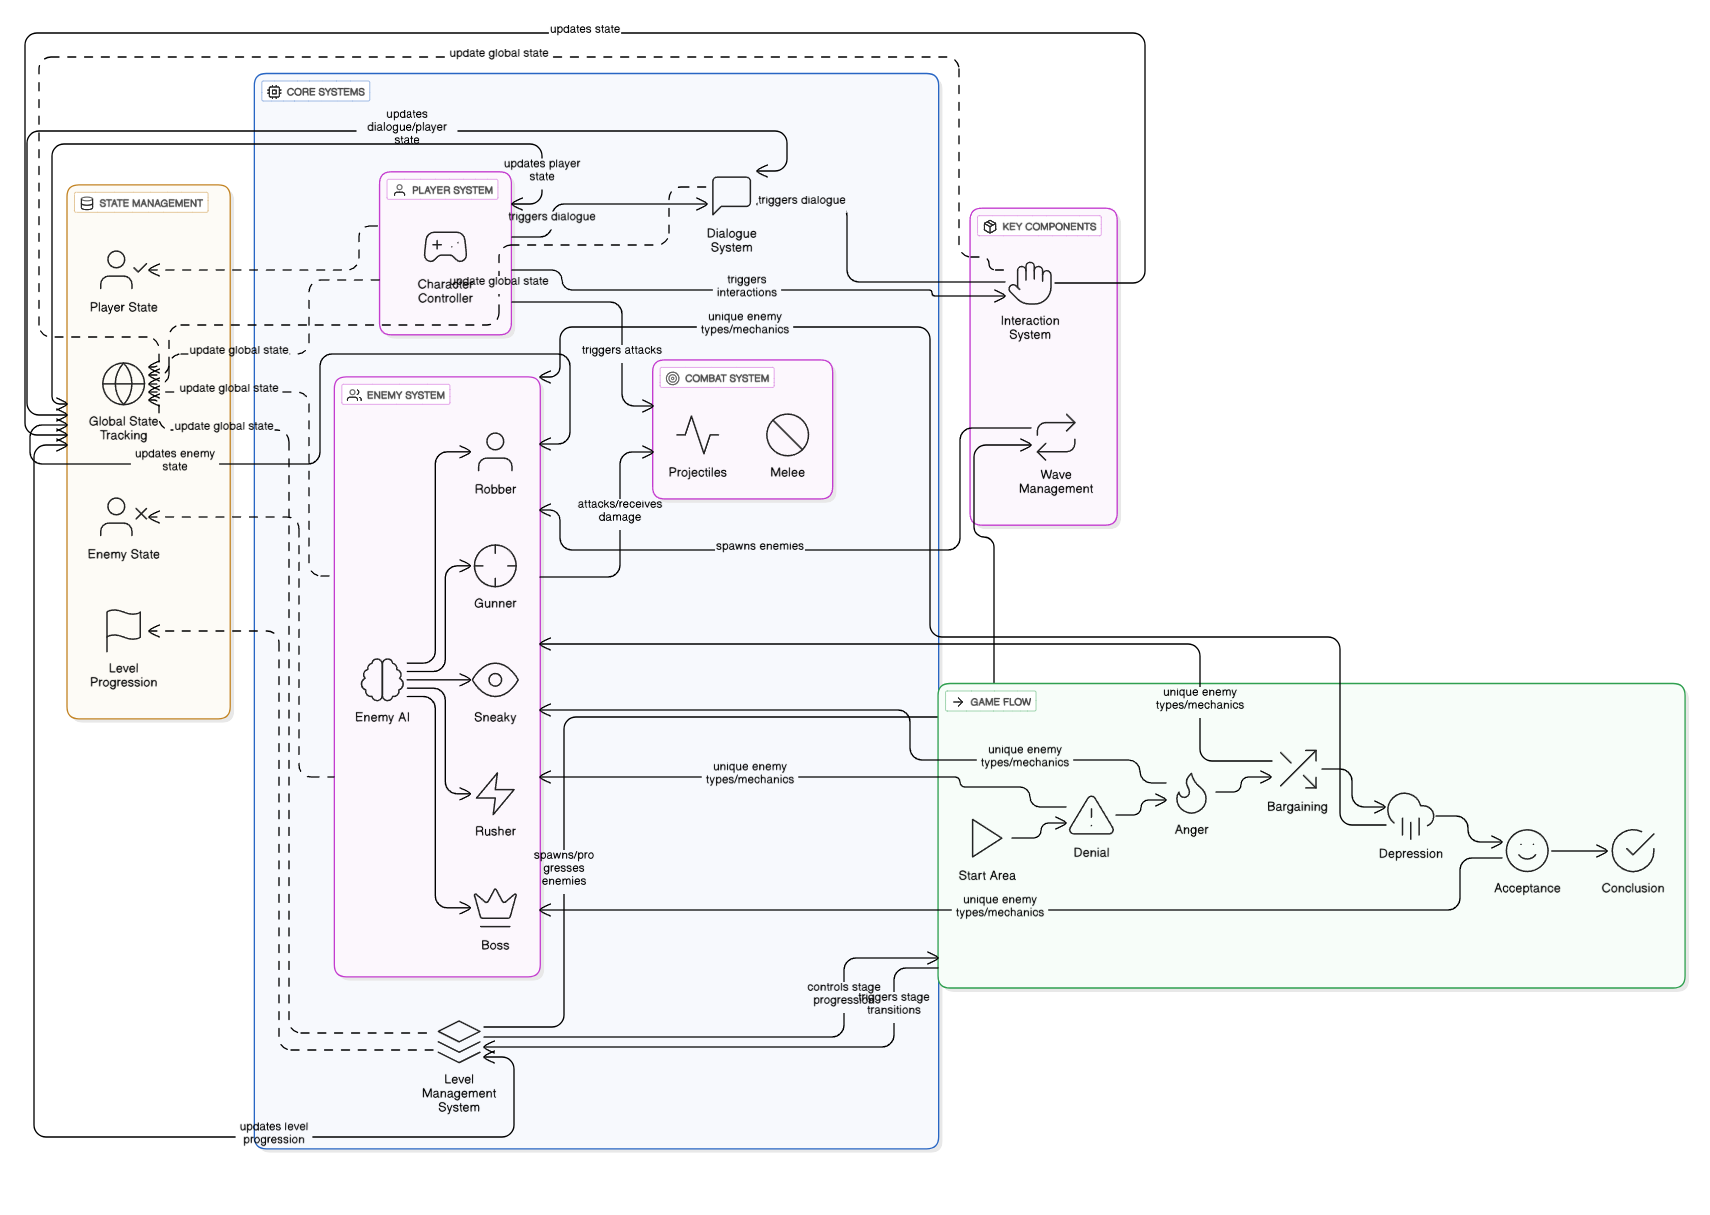 updates state
update global state
CORE SYSTEMS
updates
dialogue/player
state
updates player
state
PLAYER SYSTEM
triggers dialogue
Character
Controller
update global state
Dialogue
System
triggers dialogue
triggers
interactions
STATE MANAGEMENT
Player State
Global State
Tracking
Enemy State
Level
Progression
update global state
update global state
update global state
updates enemy
state
KEY COMPONENTS
Interaction
System
Wave
Management
unique enemy
types/mechanics
triggers attacks
COMBAT SYSTEM
Projectiles
Melee
attacks/receives
damage
spawns enemies
ENEMY SYSTEM
Robber
Gunner
Enemy AI
Sneaky
Rusher
Boss
GAME FLOW
unique enemy
types/mechanics
unique enemy
types/mechanics
unique enemy
types/mechanics
Start Area
Denial
Anger
Bargaining
Depression
Acceptance
Conclusion
unique enemy
types/mechanics
spawns/pro
gresses
enemies
controls stage
progression
triggers stage
transitions
Level
Management
System
updates level
progression